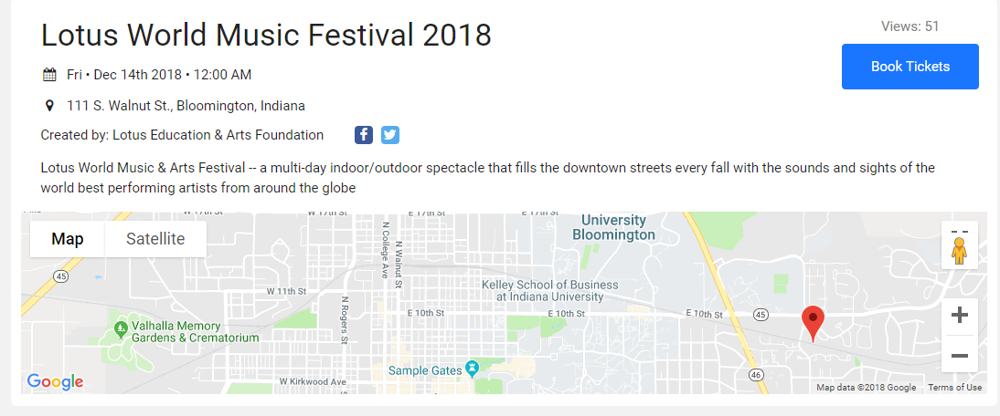 Lotus World Music Festival 2018
Views: 51
Book Tickets
Fri • Dec 14th 2018 • 12:00 AM
111 S. Walnut St., Bloomington, Indiana
Created by: Lotus Education & Arts Foundation
Lotus World Music & Arts Festival -- a multi-day indoor/outdoor spectacle that fills the downtown streets every fall with the sounds and sights of the
world best performing artists from around the globe
Map
Satellite
W 17th St
E 17th St
E 17th St
University
Bloomington
N College Ave
N Walnut St
45
Kelley School of Business
at Indiana University
W 11th St
N Rogers St
E 10th St
E 10th St
E 10th St
45
Valhalla Memory
Gardens & Crematorium
Sample Gates
W Kirkwood Ave
46
Google
Map data ©2018 Google
Terms of Use